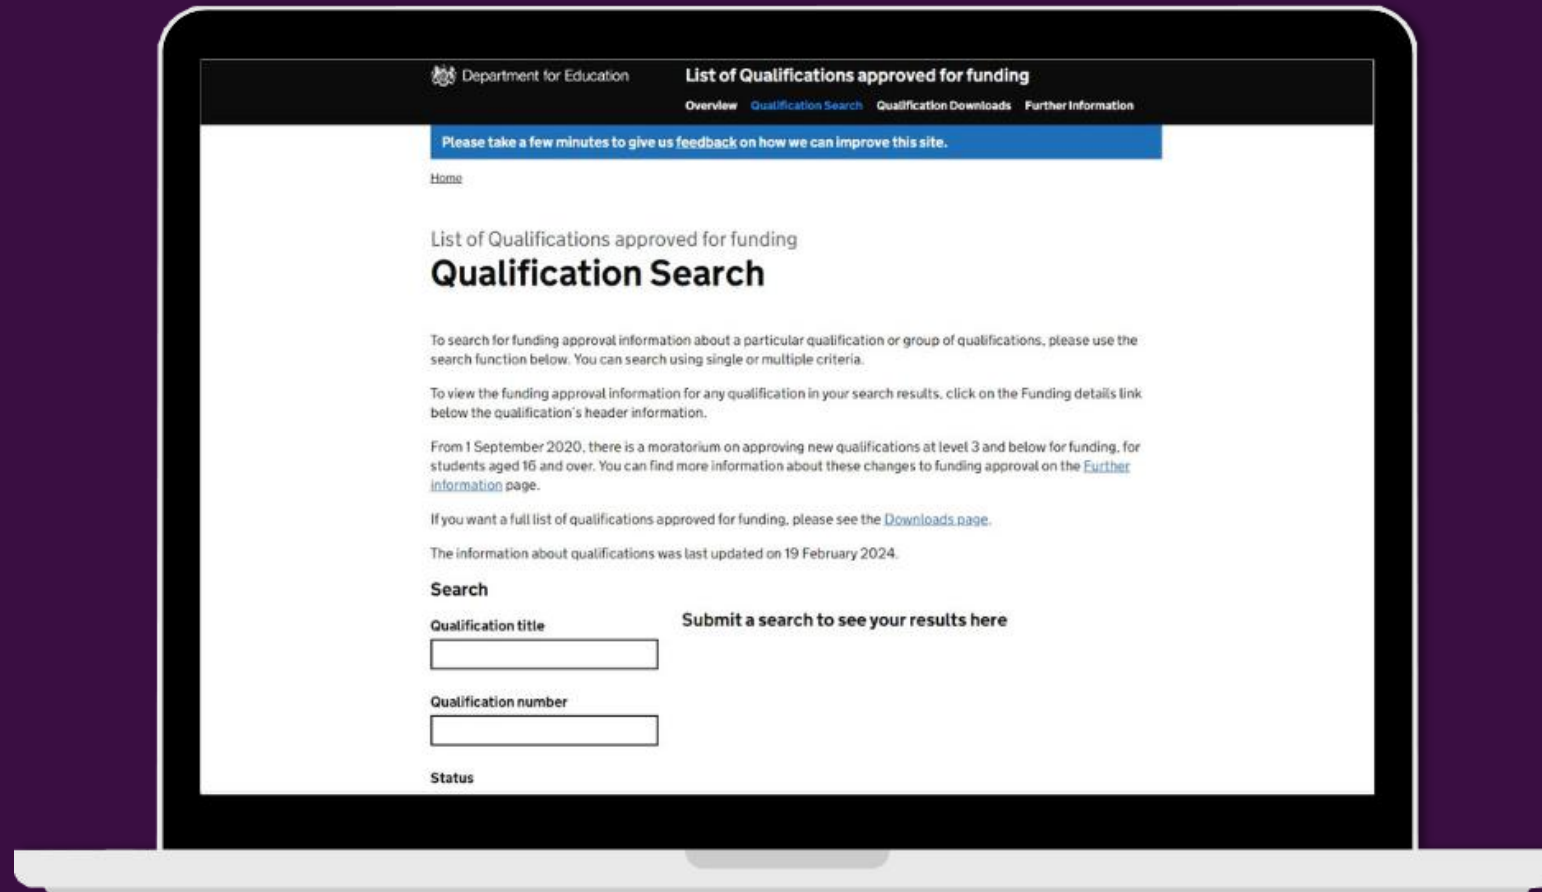 Department for Education
List of Qualifications approved for funding
Overview Qualification Search Qualification Downloads Further Information
Please take a few minutes to give us feedback on how we can improve this site.
Home
List of Qualifications approved for funding
Qualification Search
To search for funding approval information about a particular qualification or group of qualifications, please use the
search function below. You can search using single or multiple criteria.
To view the funding approval information for any qualification in your search results, click on the Funding details link
below the qualification's header information.
From 1 September 2020, there is a moratorium on approving new qualifications at level 3 and below for funding, for
students aged 16 and over. You can find more information about these changes to funding approval on the Further
information page.
If you want a full list of qualifications approved for funding, please see the Downloads page.
The information about qualifications was last updated on 19 February 2024.
Search
Qualification title
Submit a search to see your results here
Qualification number
Status